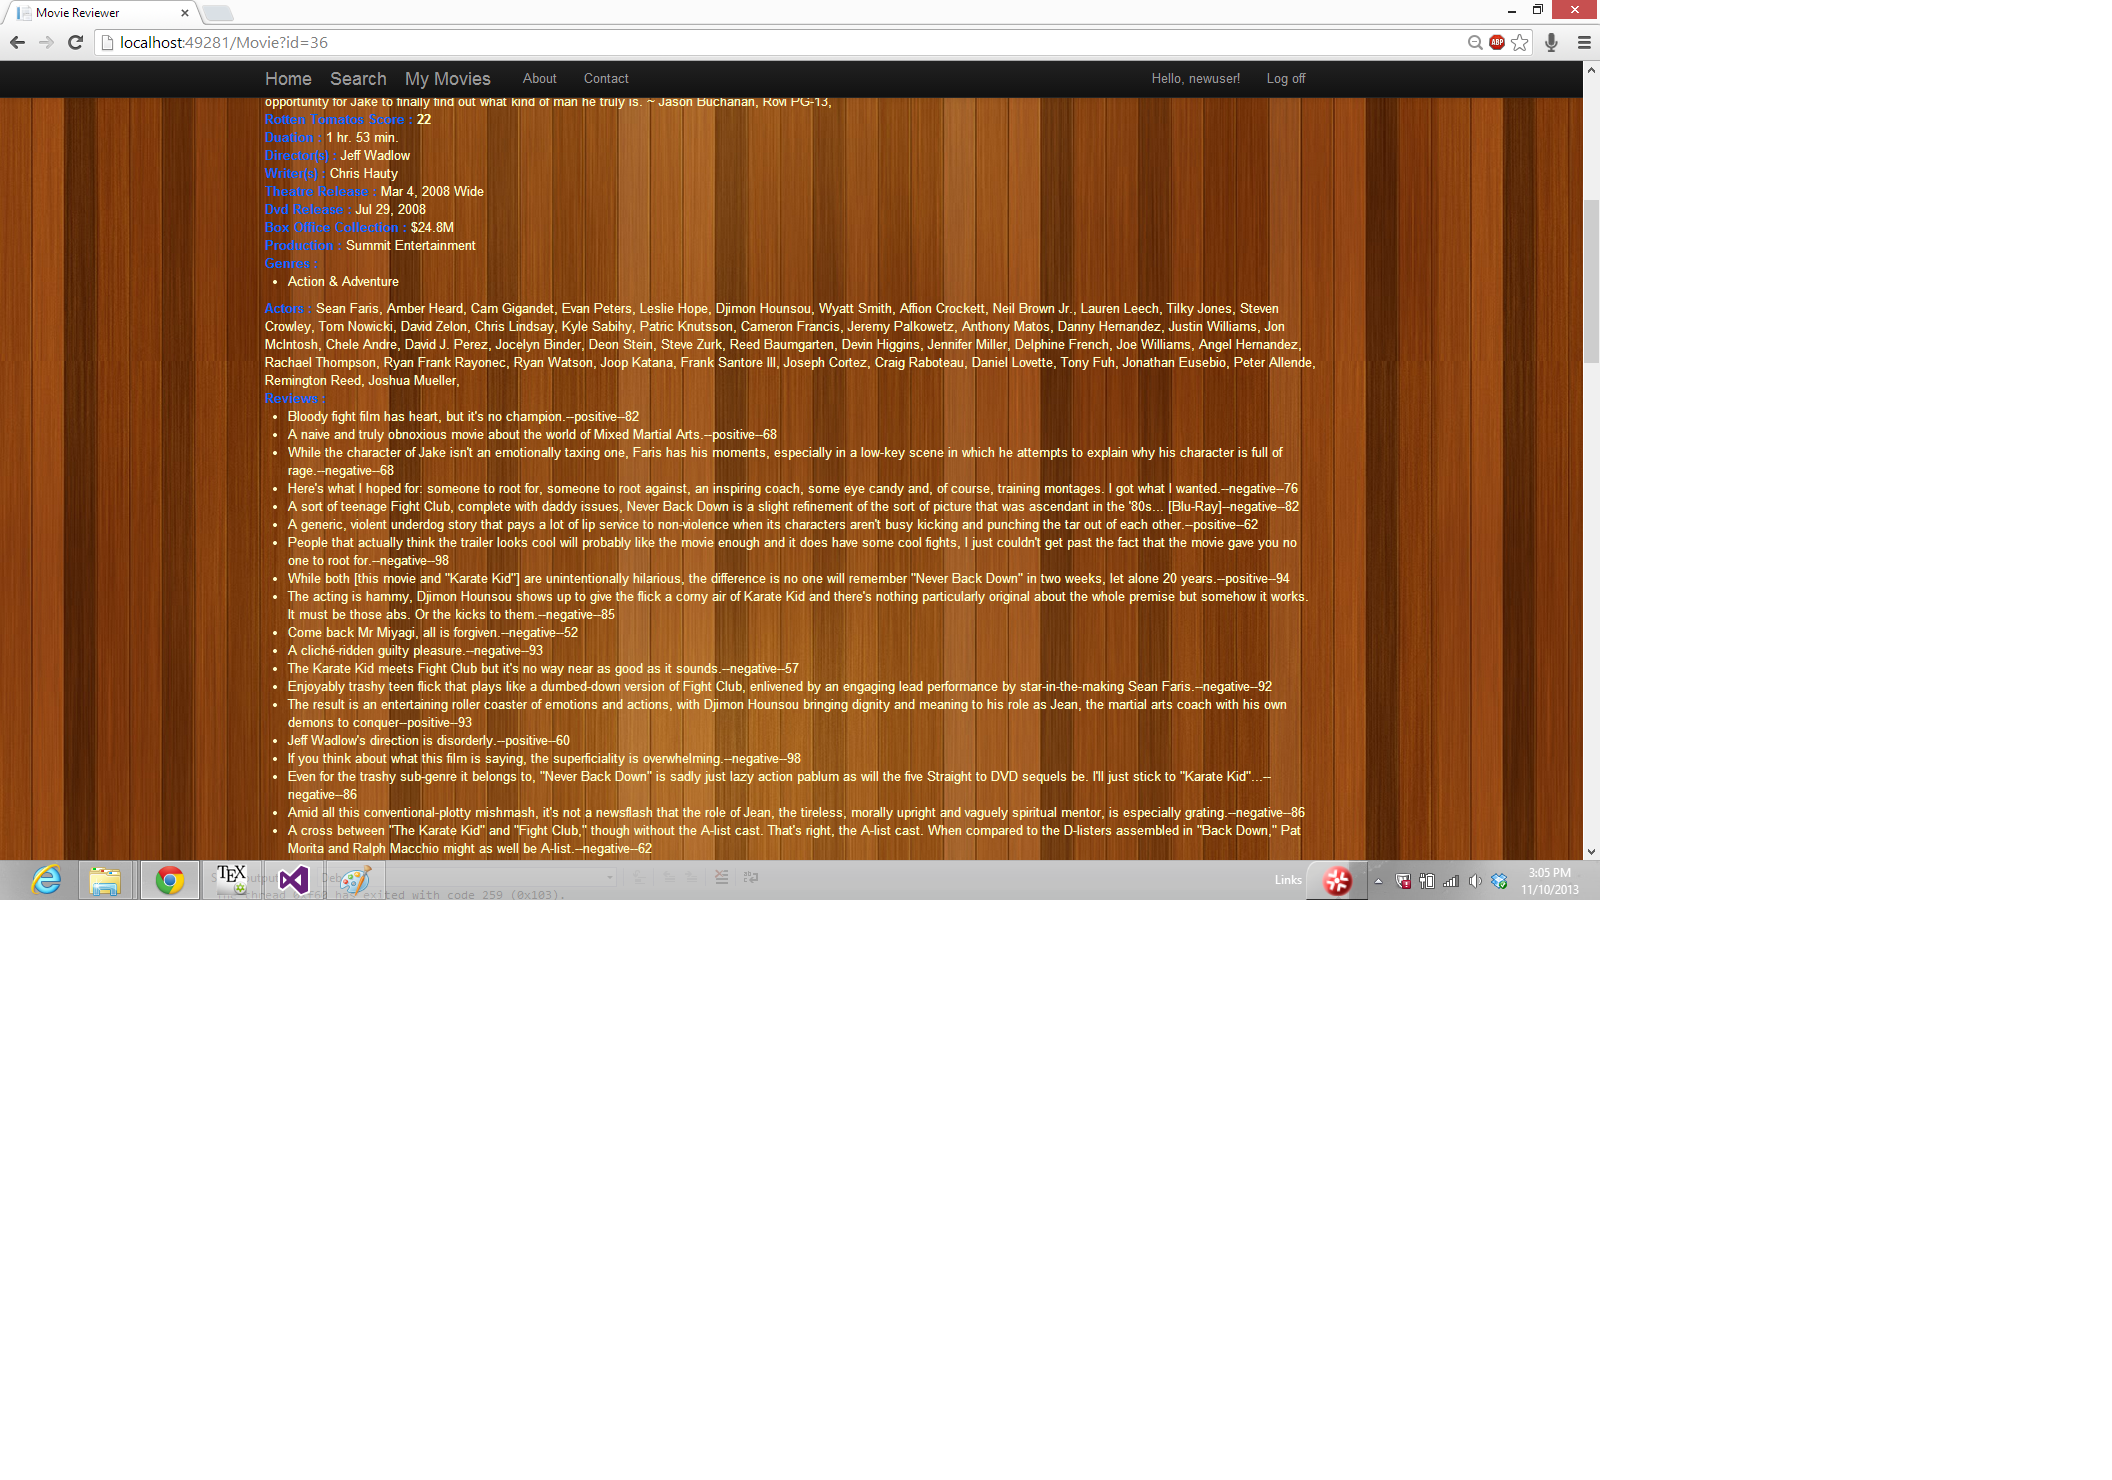 Movie Reviewer
localhost:49281/Movie?id=36
ABP
Home Search My Movies About Contact Hello, newuser! Log off
opportunity for Jake to finally find out what kind of man he truly is. ~ Jason Buchanan, Rovi PG-13,
Rotten Tomatos Score : 22
Duation : 1 hr. 53 min.
Director(s) : Jeff Wadlow
Writer(s) : Chris Hauty
Theatre Release : Mar 4, 2008 Wide
Dvd Release : Jul 29, 2008
Box Office Collection : $24.8M
Production : Summit Entertainment
Genres :
• Action & Adventure
Actors : Sean Faris, Amber Heard, Cam Gigandet, Evan Peters, Leslie Hope, Djimon Hounsou, Wyatt Smith, Affion Crockett, Neil Brown Jr., Lauren Leech, Tilky Jones, Steven
Crowley, Tom Nowicki, David Zelon, Chris Lindsay, Kyle Sabihy, Patric Knutsson, Cameron Francis, Jeremy Palkowetz, Anthony Matos, Danny Hernandez, Justin Williams, Jon
McIntosh, Chele Andre, David J. Perez, Jocelyn Binder, Deon Stein, Steve Zurk, Reed Baumgarten, Devin Higgins, Jennifer Miller, Delphine French, Joe Williams, Angel Hernandez,
Rachael Thompson, Ryan Frank Rayonec, Ryan Watson, Joop Katana, Frank Santore III, Joseph Cortez, Craig Raboteau, Daniel Lovette, Tony Fuh, Jonathan Eusebio, Peter Allende,
Remington Reed, Joshua Mueller,
Reviews :
• Bloody fight film has heart, but it's no champion.--positive--82
• A naive and truly obnoxious movie about the world of Mixed Martial Arts.--positive--68
• While the character of Jake isn't an emotionally taxing one, Faris has his moments, especially in a low-key scene in which he attempts to explain why his character is full of
rage.--negative--68
• Here's what I hoped for: someone to root for, someone to root against, an inspiring coach, some eye candy and, of course, training montages. I got what I wanted.--negative--76
• A sort of teenage Fight Club, complete with daddy issues, Never Back Down is a slight refinement of the sort of picture that was ascendant in the '80s... [Blu-Ray]--negative--82
• A generic, violent underdog story that pays a lot of lip service to non-violence when its characters aren't busy kicking and punching the tar out of each other.--positive--62
• People that actually think the trailer looks cool will probably like the movie enough and it does have some cool fights, I just couldn't get past the fact that the movie gave you no
one to root for.--negative--98
• While both [this movie and "Karate Kid"] are unintentionally hilarious, the difference is no one will remember "Never Back Down" in two weeks, let alone 20 years.--positive--94
• The acting is hammy, Djimon Hounsou shows up to give the flick a corny air of Karate Kid and there's nothing particularly original about the whole premise but somehow it works.
It must be those abs. Or the kicks to them.--negative--85
• Come back Mr Miyagi, all is forgiven.--negative--52
• A cliché-ridden guilty pleasure.--negative--93
• The Karate Kid meets Fight Club but it's no way near as good as it sounds.--negative--57
• Enjoyably trashy teen flick that plays like a dumbed-down version of Fight Club, enlivened by an engaging lead performance by star-in-the-making Sean Faris.--negative--92
• The result is an entertaining roller coaster of emotions and actions, with Djimon Hounsou bringing dignity and meaning to his role as Jean, the martial arts coach with his own
demons to conquer--positive--93
• Jeff Wadlow's direction is disorderly.--positive--60
• If you think about what this film is saying, the superficiality is overwhelming.--negative--98
• Even for the trashy sub-genre it belongs to, "Never Back Down" is sadly just lazy action pablum as will the five Straight to DVD sequels be. I'll just stick to "Karate Kid"...--
negative--86
• Amid all this conventional-plotty mishmash, it's not a newsflash that the role of Jean, the tireless, morally upright and vaguely spiritual mentor, is especially grating.--negative--86
• A cross between "The Karate Kid" and "Fight Club," though without the A-list cast. That's right, the A-list cast. When compared to the D-listers assembled in "Back Down," Pat
Morita and Ralph Macchio might as well be A-list.--negative--62
TEX
Links
3:05 PM
11/10/2013
has exited with code 259 (0x103).